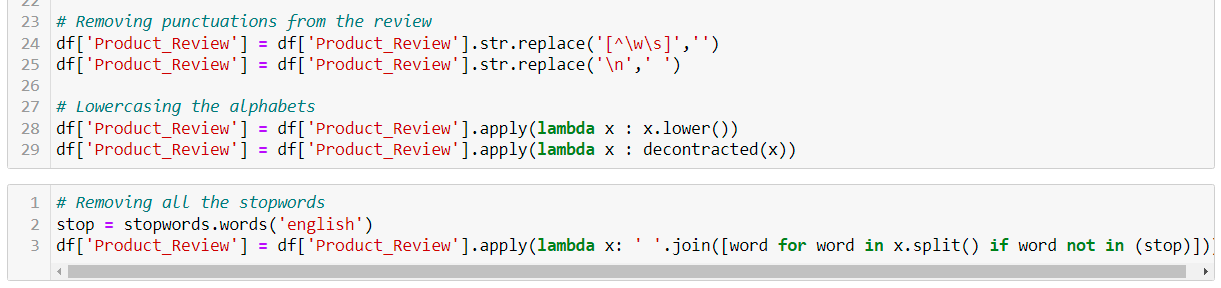 22
23 # Removing punctuations from the review
24 df['Product_Review'] = df['Product_Review'].str.replace('[^\w\s]','')
25 df['Product_Review'] = df['Product_Review'].str.replace('\n',' ')
26
27 # Lowercasing the alphabets
28 df['Product_Review'] = df['Product_Review'].apply(lambda x : x.lower())
29 df['Product_Review'] = df['Product_Review'].apply(lambda x : decontracted(x))
1 # Removing all the stopwords
2 stop = stopwords.words('english')
3 df['Product_Review'] = df['Product_Review'].apply(lambda x: ' '.join([word for word in x.split() if word not in (stop)]))